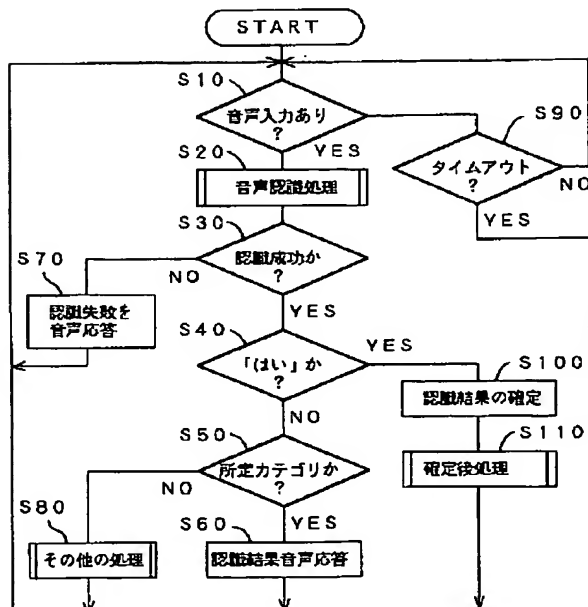 START
S10
音声入力あり
?
YES
S90
タイムアウト
?
NO
YES
S20
音声認識処理
S30
認識成功か
?
NO
YES
S70
認識失敗を
音声応答
S40
「はい」か
?
YES
NO
S100
認識結果の確定
S110
確定後処理
S50
所定カテゴリか
?
NO
YES
S80
その他の処理
S60
認識結果音声応答